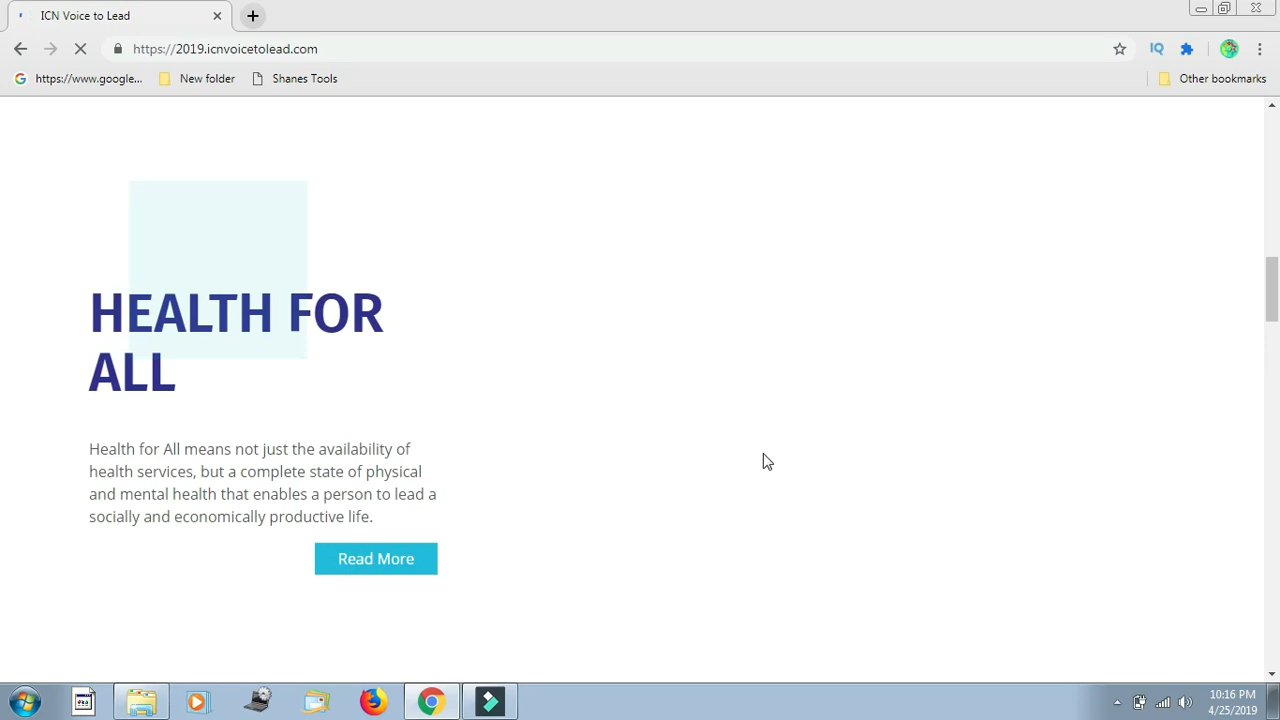 ICN Voice to Lead
https://2019.icnvoicetolead.com
IQ
https://www.google...
New folder
Shanes Tools
Other bookmarks
HEALTH FOR
ALL
Health for All means not just the availability of
health services, but a complete state of physical
and mental health that enables a person to lead a
socially and economically productive life.
Read More
10:16 PM
4/25/2019